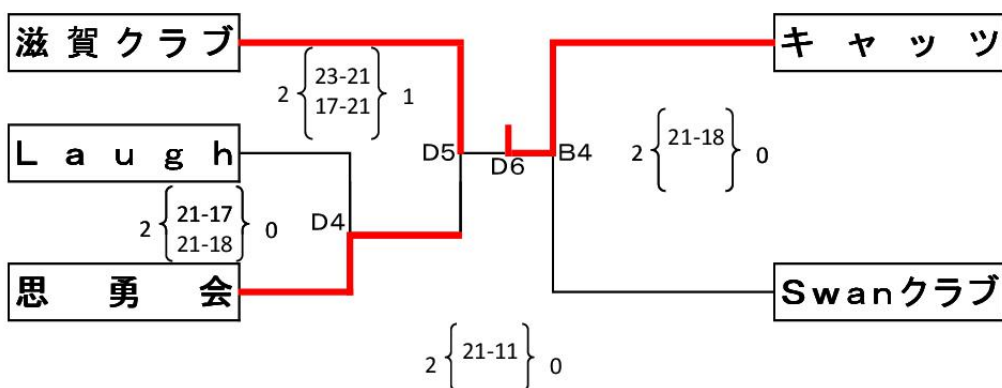 滋賀クラブ
キャッツ
23-21
2 17-21 1
Laugh
D5
D6
B4
21-18
2 0
21-17
2 21-18 0
D4
思勇会
Swanクラブ
21-11
2 0